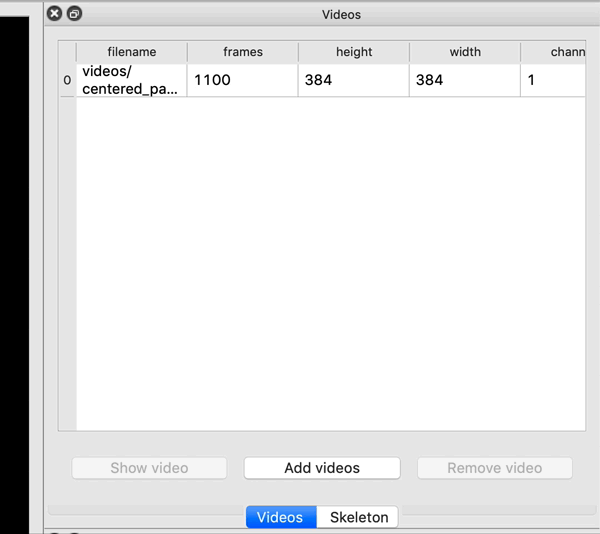 Videos
filename frames height width chann
0 videos/
centered_pa... 1100 384 384 1
Show video Add videos Remove video
Videos Skeleton